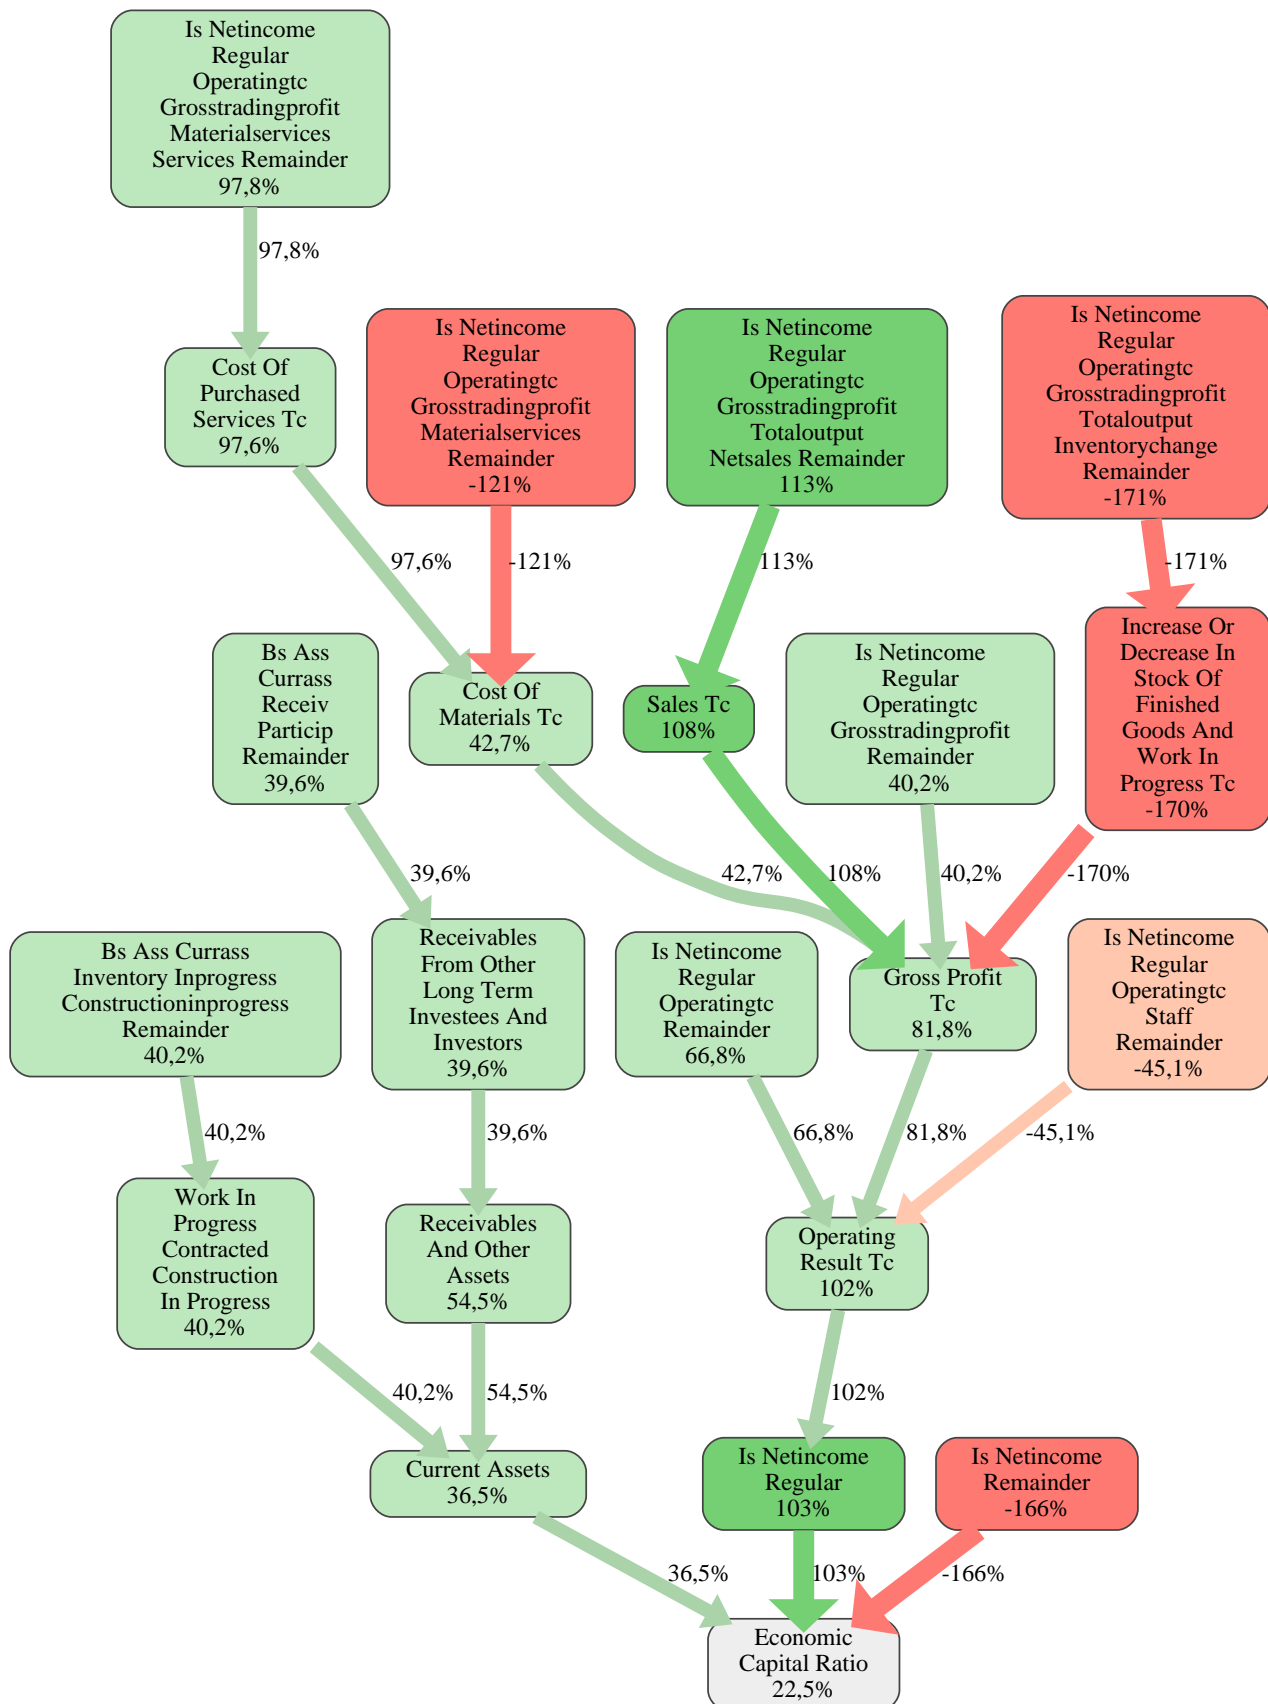 Is Netincome
Regular
Operatingtc
Grosstradingprofit
Materialservices
Services Remainder
97,8%
97,8%
Cost Of
Purchased
Services Tc
97,6%
Is Netincome
Regular
Operatingtc
Grosstradingprofit
Materialservices
Remainder
-121%
Is Netincome
Regular
Operatingtc
Grosstradingprofit
Totaloutput
Netsales Remainder
113%
Is Netincome
Regular
Operatingtc
Grosstradingprofit
Totaloutput
Inventorychange
Remainder
-171%
97,6%
-121%
113%
-171%
Bs Ass
Currass
Receiv
Particip
Remainder
39,6%
Cost Of
Materials Tc
42,7%
Sales Tc
108%
Is Netincome
Regular
Operatingtc
Grosstradingprofit
Remainder
40,2%
Increase Or
Decrease In
Stock Of
Finished
Goods And
Work In
Progress Tc
-170%
39,6%
42,7%
108%
40,2%
-170%
Bs Ass Currass
Inventory Inprogress
Constructioninprogress
Remainder
40,2%
Receivables
From Other
Long Term
Investees And
Investors
39,6%
Is Netincome
Regular
Operatingtc
Remainder
66,8%
Gross Profit
Tc
81,8%
Is Netincome
Regular
Operatingtc
Staff
Remainder
-45,1%
40,2%
39,6%
66,8%
81,8%
-45,1%
Work In
Progress
Contracted
Construction
In Progress
40,2%
Receivables
And Other
Assets
54,5%
Operating
Result Tc
102%
40,2%
54,5%
102%
Current Assets
36,5%
Is Netincome
Regular
103%
Is Netincome
Remainder
-166%
36,5%
103%
-166%
Economic
Capital Ratio
22,5%